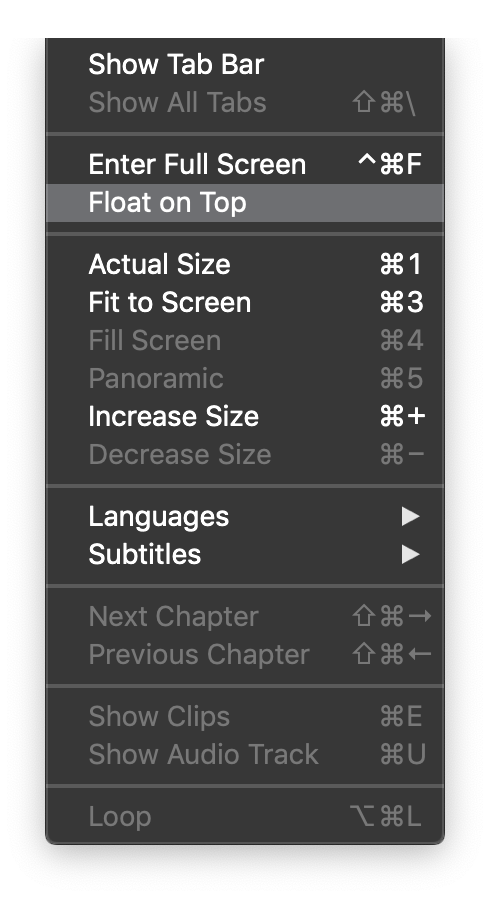 Show Tab Bar
Show All Tabs ⇧⌘\
Enter Full Screen ^⌘F
Float on Top
Actual Size ⌘1
Fit to Screen ⌘3
Fill Screen ⌘4
Panoramic ⌘5
Increase Size ⌘+
Decrease Size ⌘−
Languages ▶
Subtitles ▶
Next Chapter ⇧⌘→
Previous Chapter ⇧⌘←
Show Clips ⌘E
Show Audio Track ⌘U
Loop ⌥⌘L